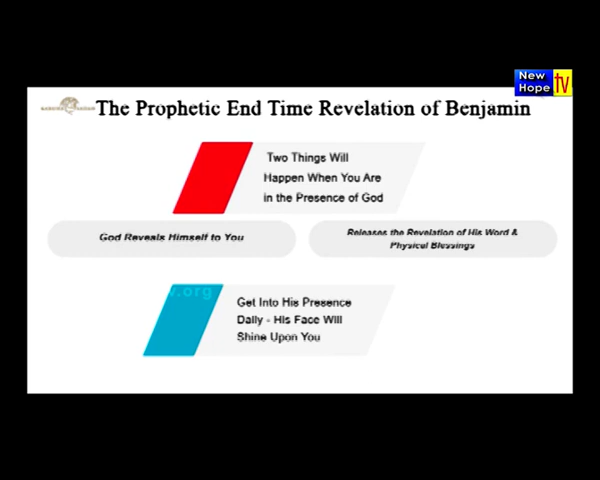 New
Hope tv
The Prophetic End Time Revelation of Benjamin
Two Things Will
Happen When You Are
in the Presence of God
God Reveals Himself to You
Releases the Revelation of His Word &
Physical Blessings
.org
Get Into His Presence
Daily - His Face Will
Shine Upon You